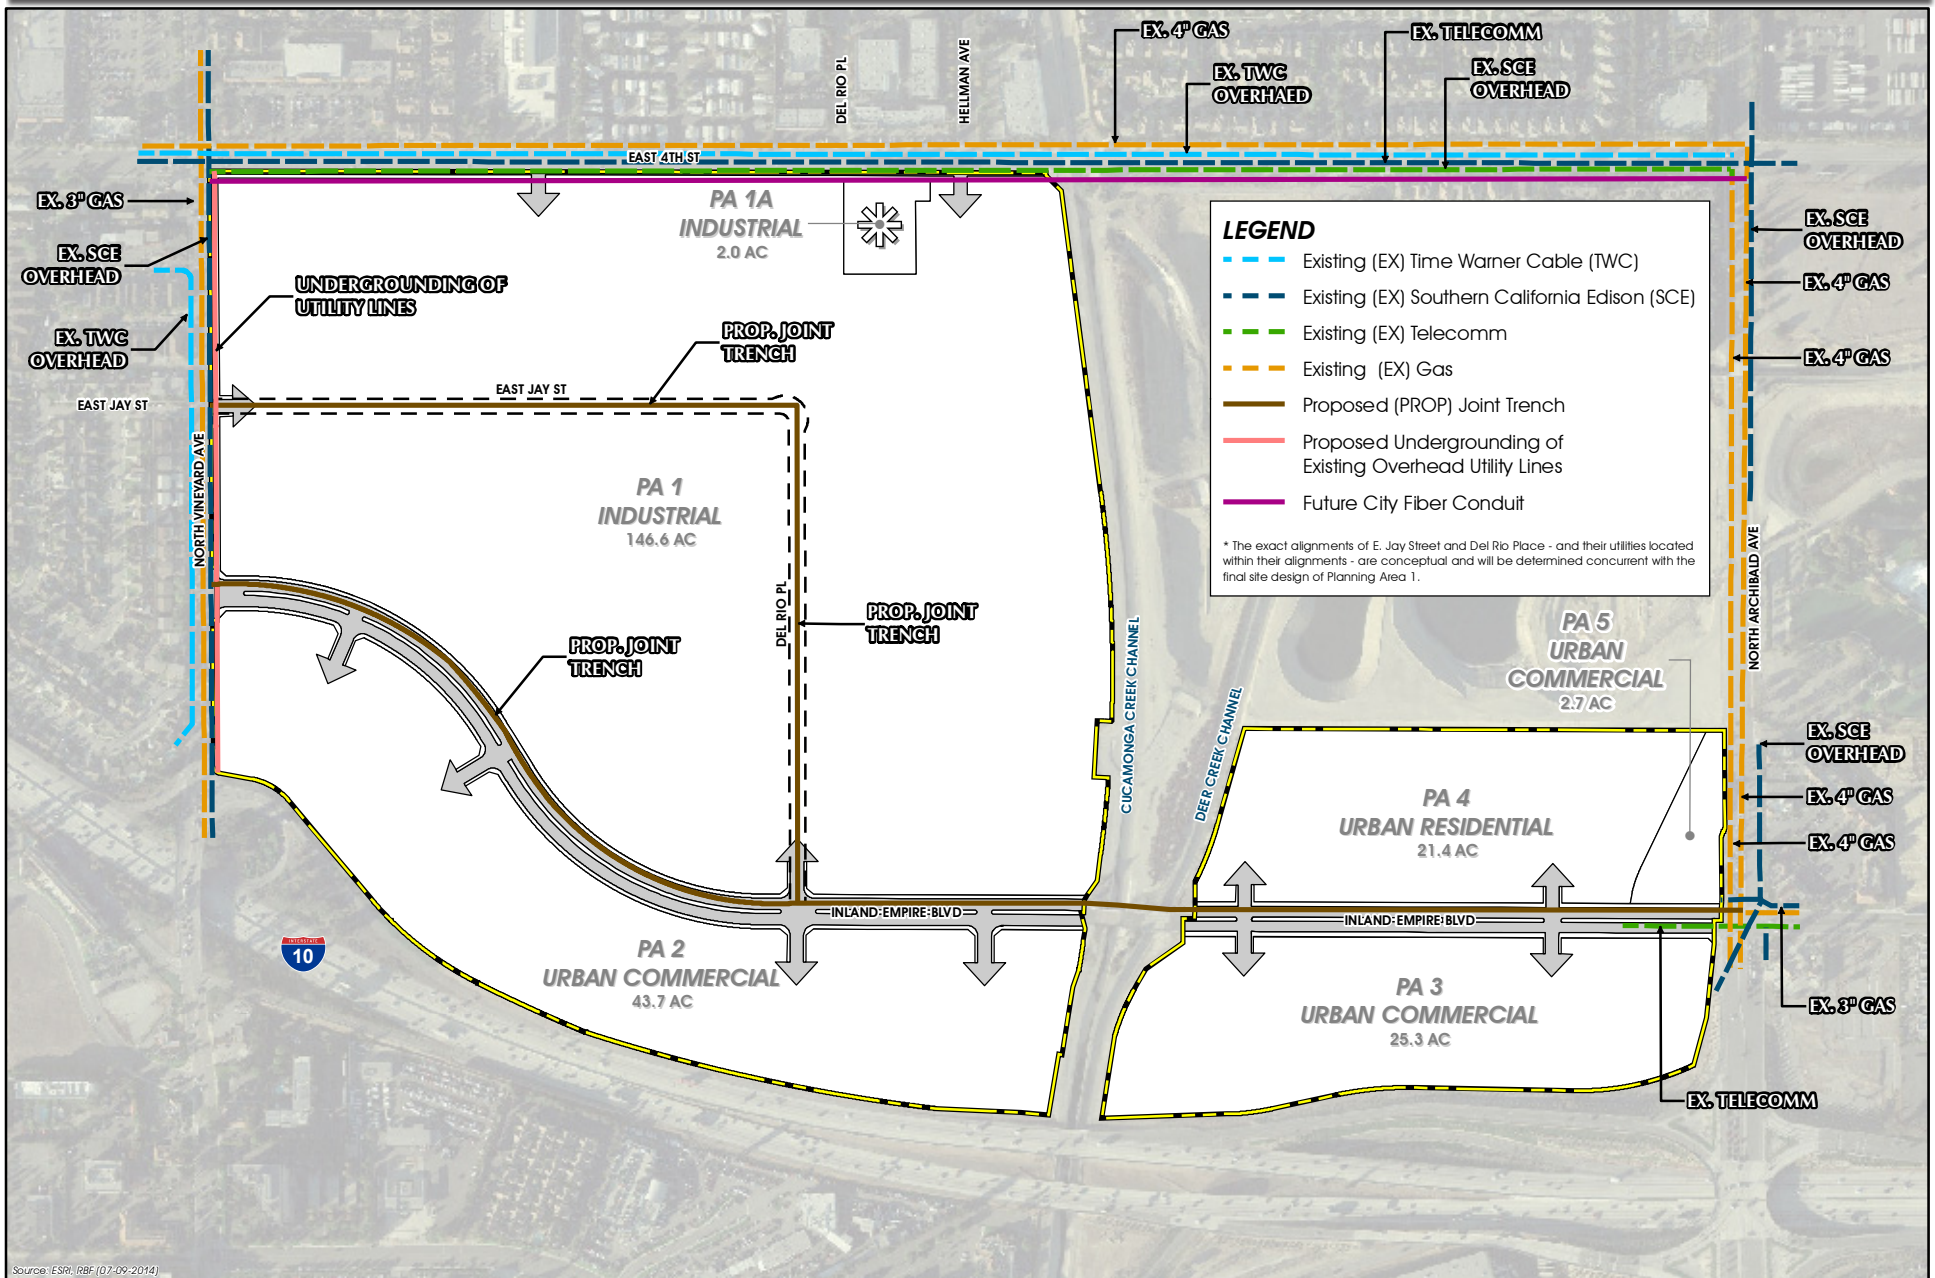 EX. 4" GAS
EX. TELECOMM
EX. TWC
OVERHAED
EX. SCE
OVERHEAD
DEL RIO PL
HELLMAN AVE
EAST 4TH ST
EX. 3" GAS
EX. SCE
OVERHEAD
EX. TWC
OVERHEAD
UNDERGROUNDING OF
UTILITY LINES
PA 1A
INDUSTRIAL
2.0 AC
PROP. JOINT
TRENCH
EAST JAY ST
EAST JAY ST
NORTH VINEYARD AVE
PA 1
INDUSTRIAL
146.6 AC
DEL RIO PL
PROP. JOINT
TRENCH
PROP. JOINT
TRENCH
LEGEND
Existing (EX) Time Warner Cable (TWC)
Existing (EX) Southern California Edison (SCE)
Existing (EX) Telecomm
Existing (EX) Gas
Proposed (PROP) Joint Trench
Proposed Undergrounding of
Existing Overhead Utility Lines
Future City Fiber Conduit
* The exact alignments of E. Jay Street and Del Rio Place - and their utilities located
within their alignments - are conceptual and will be determined concurrent with the
final site design of Planning Area 1.
EX. SCE
OVERHEAD
EX. 4" GAS
EX. 4" GAS
NORTH ARCHIBALD AVE
CUCAMONGA CREEK CHANNEL
DEER CREEK CHANNEL
PA 5
URBAN
COMMERCIAL
2.7 AC
EX. SCE
OVERHEAD
EX. 4" GAS
EX. 4" GAS
PA 4
URBAN RESIDENTIAL
21.4 AC
INLAND EMPIRE BLVD
INLAND EMPIRE BLVD
INTERSTATE
10
PA 2
URBAN COMMERCIAL
43.7 AC
PA 3
URBAN COMMERCIAL
25.3 AC
EX. 3" GAS
EX. TELECOMM
Source: ESRI, RBF (07-09-2014)